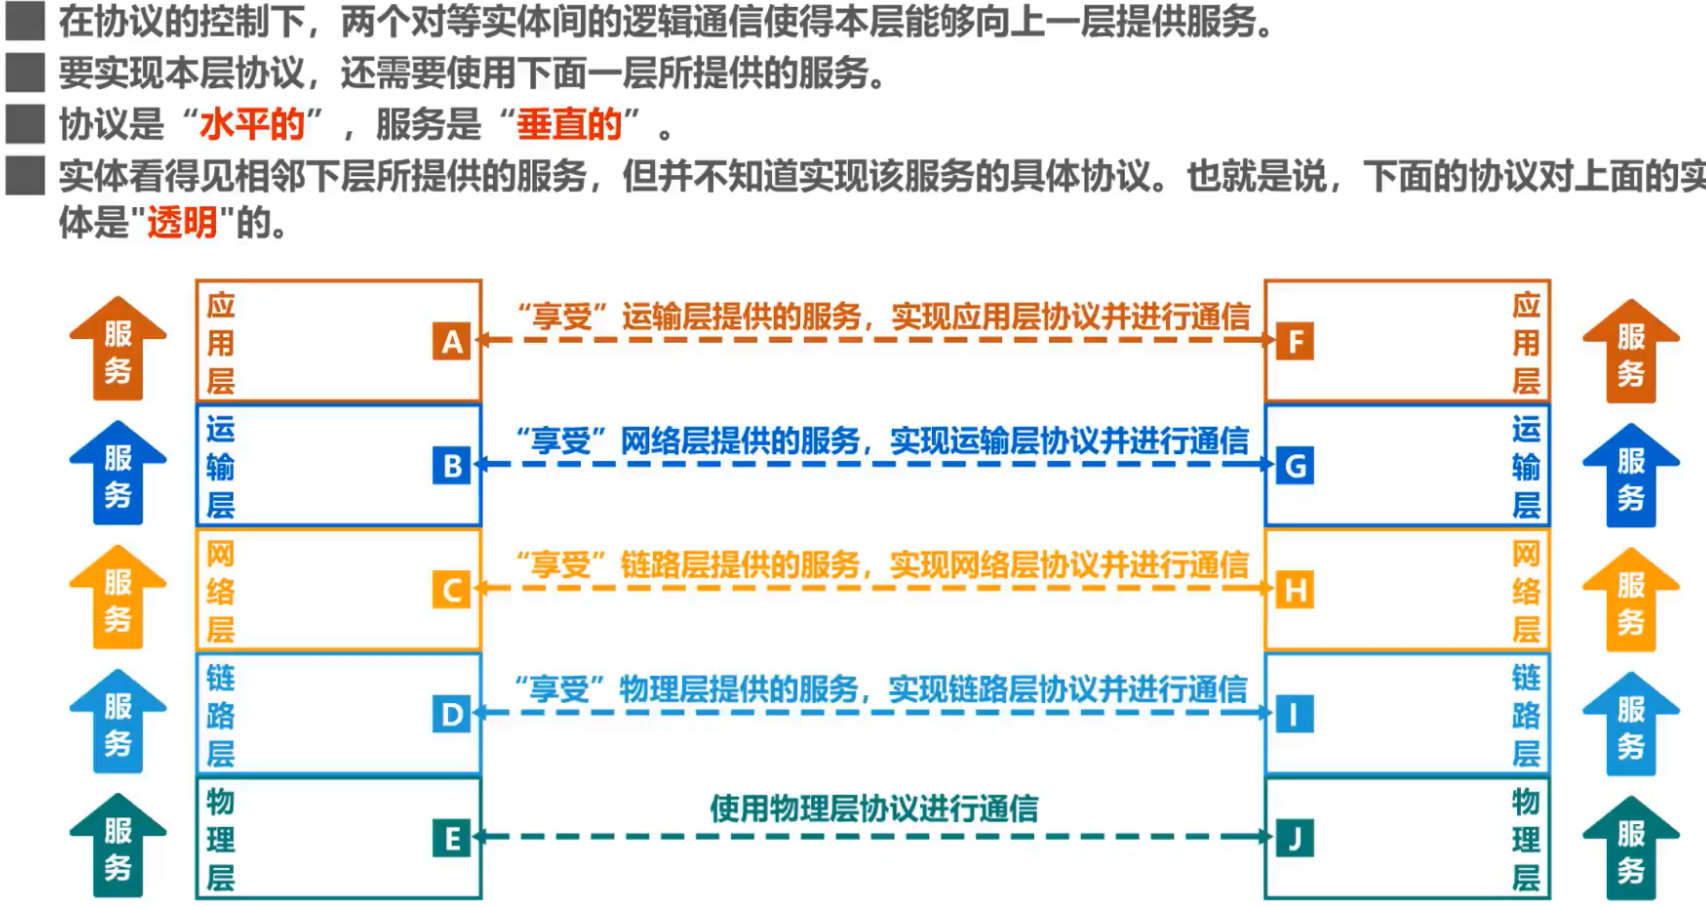 在协议的控制下，两个对等实体间的逻辑通信使得本层能够向上一层提供服务。
要实现本层协议，还需要使用下面一层所提供的服务。
协议是“水平的”，服务是“垂直的”。
实体看得见相邻下层所提供的服务，但并不知道实现该服务的具体协议。也就是说，下面的协议对上面的实
体是"透明"的。
服务
应用层
A
“享受”运输层提供的服务，实现应用层协议并进行通信
F
应用层
服务
服务
运输层
B
“享受”网络层提供的服务，实现运输层协议并进行通信
G
运输层
服务
服务
网络层
C
“享受”链路层提供的服务，实现网络层协议并进行通信
H
网络层
服务
服务
链路层
D
“享受”物理层提供的服务，实现链路层协议并进行通信
I
链路层
服务
服务
物理层
E
使用物理层协议进行通信
J
物理层
服务